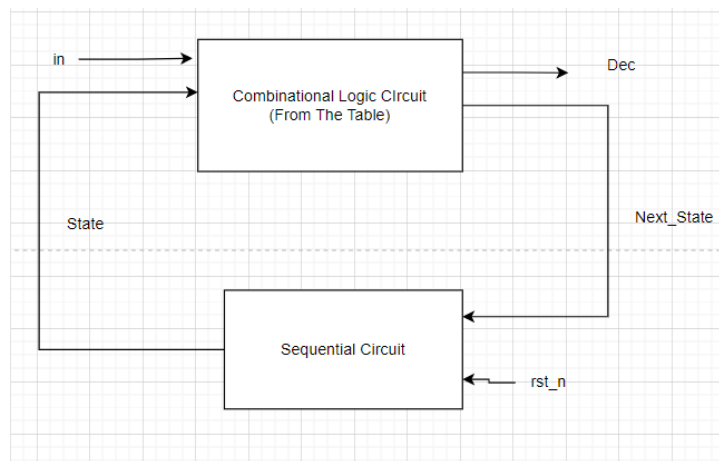 in
Combinational Logic CIrcuit
(From The Table)
Dec
State
Next_State
Sequential Circuit
rst_n